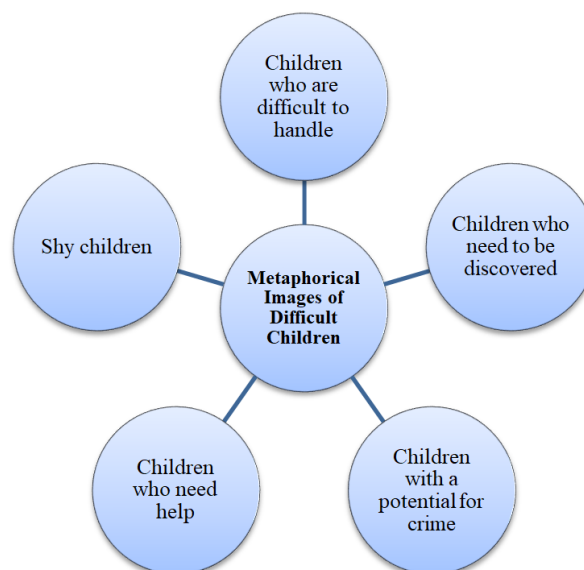 Children
who are
difficult to
handle
Shy children
Metaphorical
Images of
Difficult
Children
Children who
need to be
discovered
Children
who need
help
Children
with a
potential for
crime